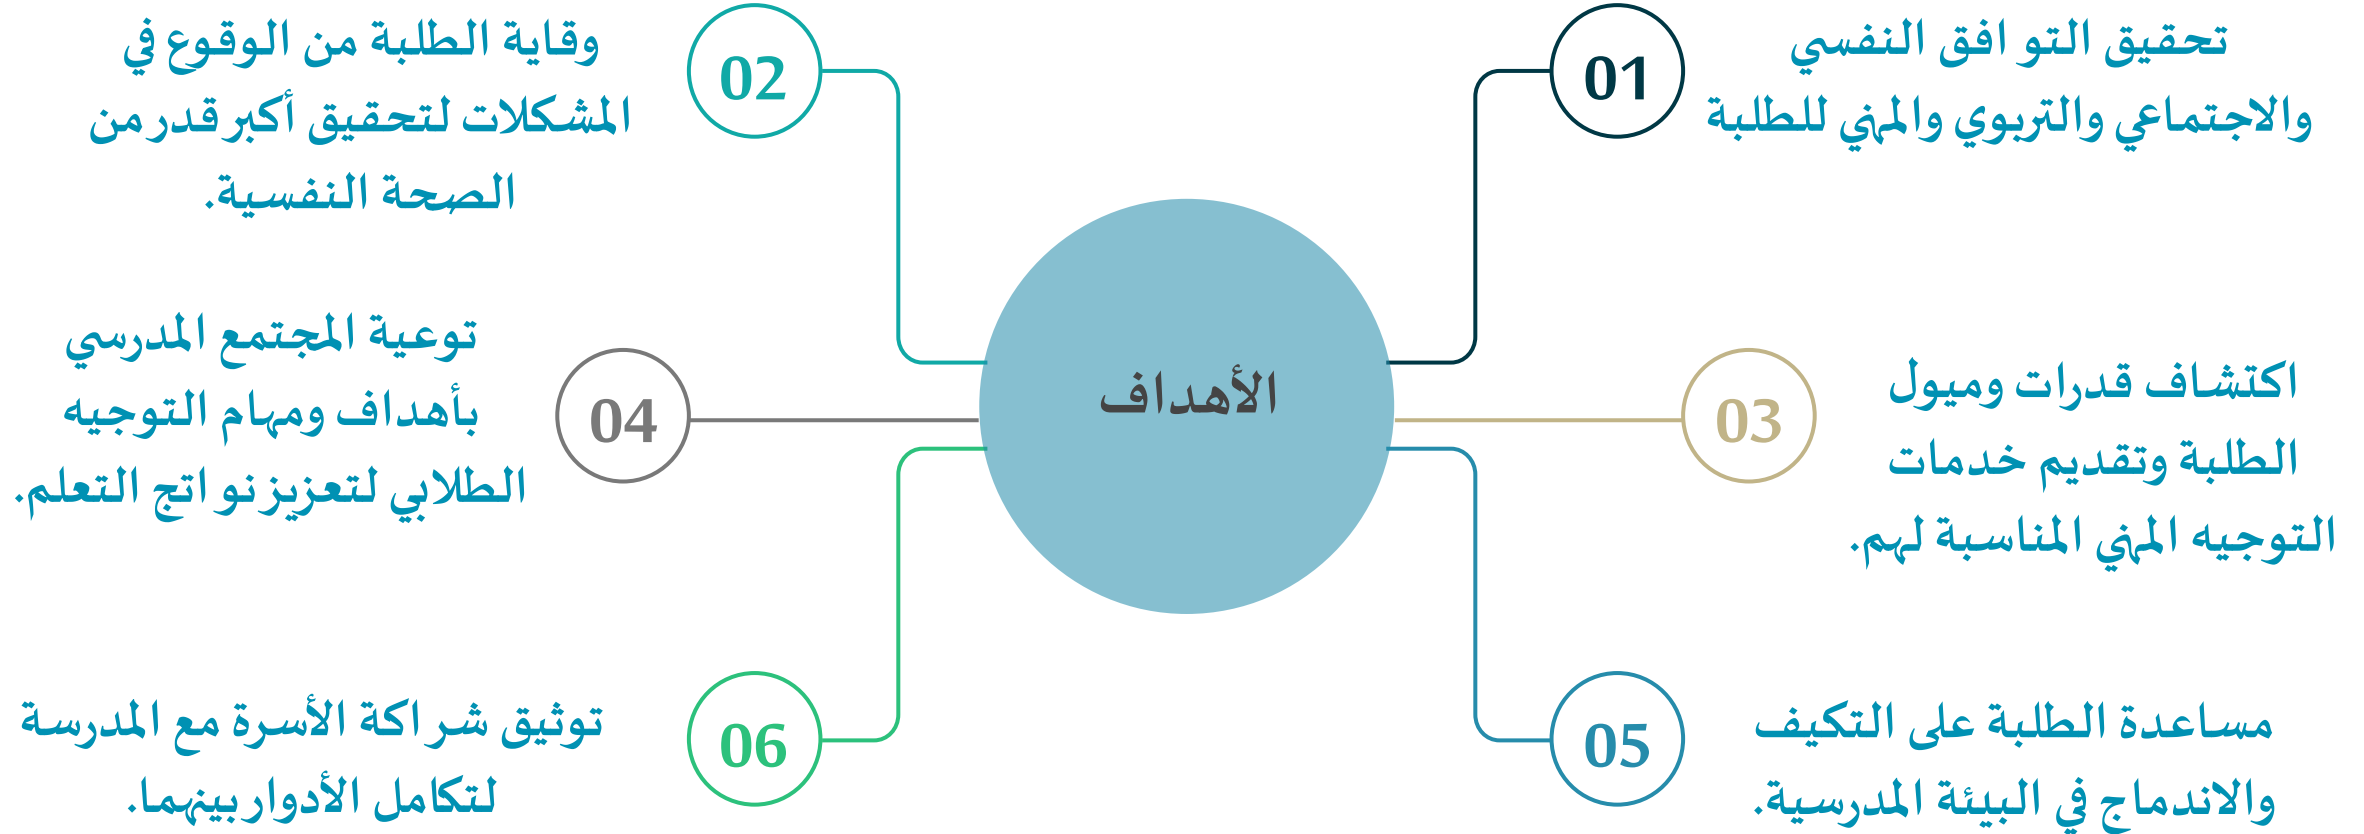 01
تحقيق التوافق النفسي
والاجتماعي والتربوي والمهني للطلبة
02
وقاية الطلبة من الوقوع في
المشكلات لتحقيق أكبر قدر من
الصحة النفسية.
الأهداف
03
اكتشاف قدرات وميول
الطلبة وتقديم خدمات
التوجيه المهني المناسبة لهم.
04
توعية المجتمع المدرسي
بأهداف ومهام التوجيه
الطلابي لتعزيز نواتج التعلم.
05
مساعدة الطلبة على التكيف
والاندماج في البيئة المدرسية.
06
توثيق شراكة الأسرة مع المدرسة
لتكامل الأدوار بينهما.